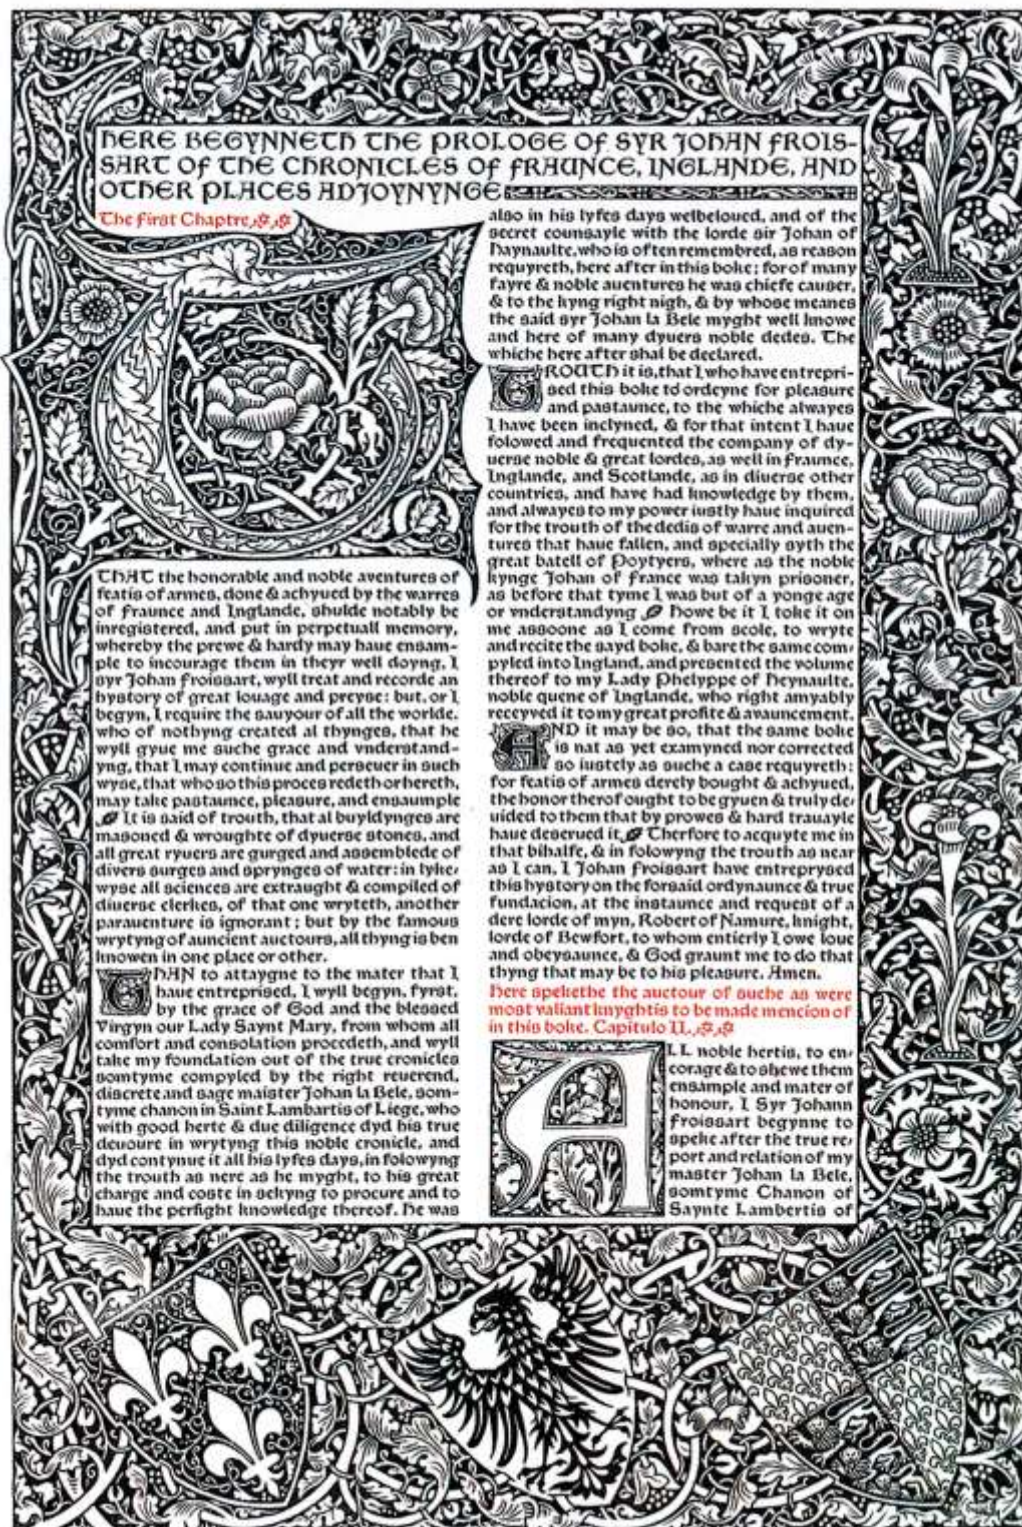 HERE BEGYNNETH THE PROLOGE OF SYR JOHAN FROIS-
SART OF THE CHRONICLES OF FRAUNCE, INGLANDE, AND
OTHER PLACES ADJOYNYNGE
The First Chaptre
T
THAT the honorable and noble aventures of
featis of armes, done & achyued by the warres
of Fraunce and Inglande, shulde notably be
inregistered, and put in perpetuall memory,
whereby the prewe & hardy may haue ensam-
ple to incourage them in theyr well doyng, I
syr Johan Froissart, wyll treat and recorde an
hystory of great louage and preyse: but, or I
begyn, I require the sauyour of all the worlde,
who of nothyng created al thynges, that he
wyll gyue me suche grace and vnderstand-
yng, that I may continue and perseuer in such
wyse, that who so this proces redeth or hereth,
may take pastaunce, pleasure, and ensaumple
It is said of trouth, that al buyldynges are
masoned & wroughte of dyuerse stones, and
all great ryuers are gurged and assemblede of
divers surges and sprynges of water: in lyke-
wyse all sciences are extraught & compiled of
diuerse clerkes, of that one wryteth, another
parauenture is ignorant; but by the famous
wrytyng of auncient auctours, all thyng is ben
knowen in one place or other.
THAN to attaygne to the mater that I
haue entreprised, I wyll begyn, fyrst,
by the grace of God and the blessed
Virgyn our Lady Saynt Mary, from whom all
comfort and consolation procedeth, and wyll
take my foundation out of the true cronicles
somtyme compyled by the right reuerend,
discrete and sage maister Johan la Bele, som-
tyme chanon in Saint Lambartis of Liege, who
with good herte & due diligence dyd his true
deuoure in wrytyng this noble cronicle, and
dyd contynue it all his lyfes days, in folowyng
the trouth as nere as he myght, to his great
charge and coste in sekyng to procure and to
haue the perfight knowledge thereof. He was
also in his lyfes days welbeloued, and of the
secret counsayle with the lorde sir Johan of
Haynaulte, who is often remembred, as reason
requyreth, here after in this boke; for of many
fayre & noble auentures he was chiefe causer,
& to the kyng right nigh, & by whose meanes
the said syr Johan la Bele myght well knowe
and here of many dyuers noble dedes. The
whiche here after shal be declared.
TROUTH it is, that I who have entrepri-
sed this boke to ordeyne for pleasure
and pastaunce, to the whiche alwayes
I have been inclyned, & for that intent I haue
folowed and frequented the company of dy-
uerse noble & great lordes, as well in Fraunce,
Inglande, and Scotlande, as in diuerse other
countries, and have had knowledge by them,
and alwayes to my power iustly haue inquired
for the trouth of the dedis of warre and auen-
tures that haue fallen, and specially syth the
great batell of Poytyers, where as the noble
kynge Johan of France was takyn prisoner,
as before that tyme I was but of a yonge age
or vnderstandyng Howe be it I toke it on
me assoone as I come from scole, to wryte
and recite the sayd boke, & bare the same com-
pyled into Ingland, and presented the volume
thereof to my Lady Phelyppe of Heynaulte,
noble quene of Inglande, who right amyably
receyved it to my great profite & avauncement.
AND it may be so, that the same boke
is nat as yet examyned nor corrected
so iustely as suche a case requyreth:
for featis of armes derely bought & achyued,
the honor therof ought to be gyuen & truly de-
uided to them that by prowes & hard trauayle
haue deserued it Therfore to acquyte me in
that bihalfe, & in folowyng the trouth as near
as I can, I Johan Froissart have entreprysed
this hystory on the forsaid ordynaunce & true
fundacion, at the instaunce and request of a
dere lorde of myn, Robert of Namure, knight,
lorde of Bewfort, to whom entierly I owe loue
and obeysaunce, & God graunt me to do that
thyng that may be to his pleasure. Amen.
Here spekethe the auctour of suche as were
most valiant knyghtis to be made mencion of
in this boke. Capitulo II.
ALL noble hertis, to en-
corage & to shewe them
ensample and mater of
honour, I Syr Johann
Froissart begynne to
speke after the true re-
port and relation of my
master Johan la Bele,
somtyme Chanon of
Saynte Lambertis of